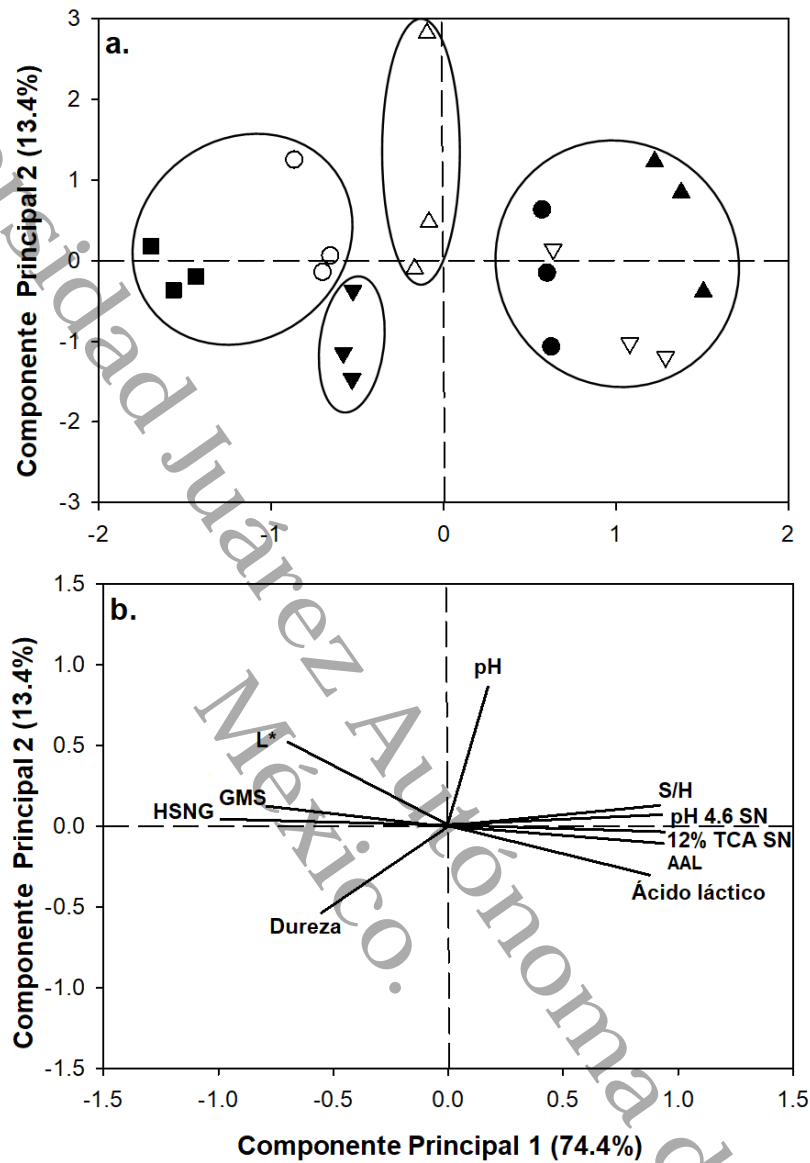 a.
Componente Principal 2 (13.4%)
3
2
1
0
-1
-2
-3
-2
-1
0
1
2
b.
Componente Principal 2 (13.4%)
1.5
1.0
0.5
0.0
-0.5
-1.0
-1.5
pH
L*
GMS
HSNG
Dureza
S/H
pH 4.6 SN
12% TCA SN
AAL
Ácido láctico
-1.5
-1.0
-0.5
0.0
0.5
1.0
1.5
Componente Principal 1 (74.4%)
Juárez Autónoma
México.